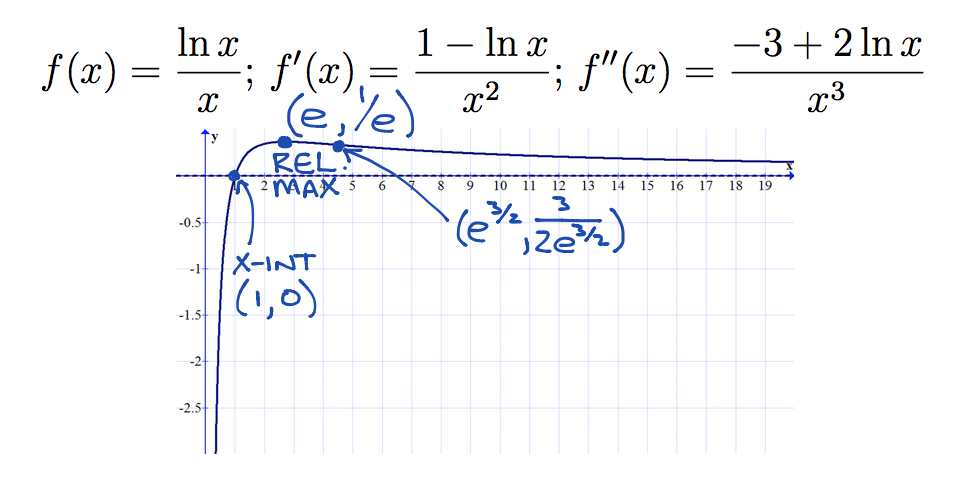 f(x) = ln x / x ; f′(x) = 1 − ln x / x² ; f″(x) = −3 + 2 ln x / x³
(e, 1/e)
y
REL. MAX
x
1 2 3 4 5 6 7 8 9 10 11 12 13 14 15 16 17 18 19
(e^3/2, 3/2e^3/2)
-0.5
X-INT
-1
(1, 0)
-1.5
-2
-2.5